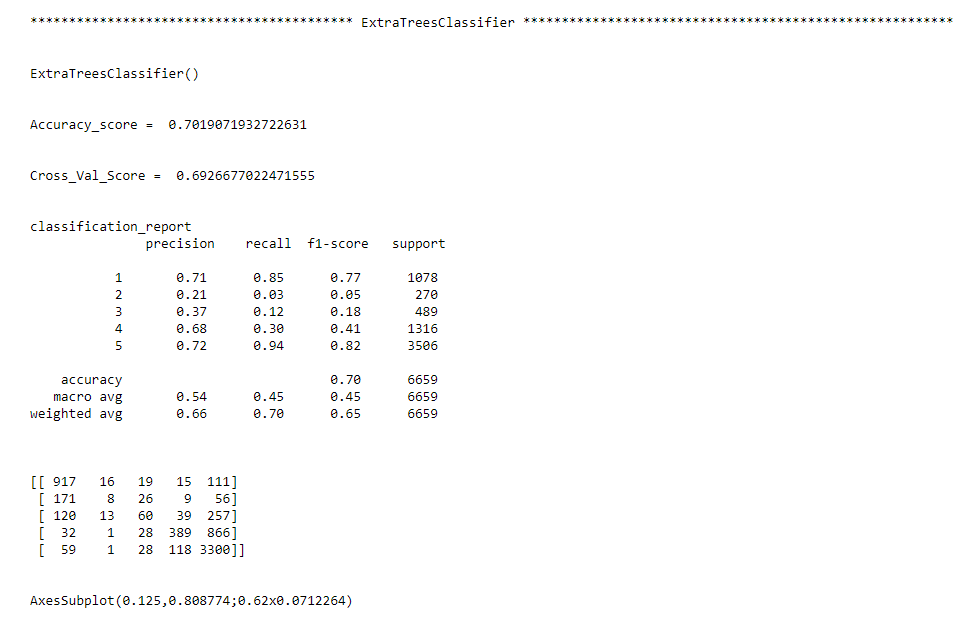 ****************************************** ExtraTreesClassifier ********************************************************
ExtraTreesClassifier()
Accuracy_score =  0.7019071932722631
Cross_Val_Score =  0.6926677022471555
classification_report
              precision    recall  f1-score   support
           1       0.71      0.85      0.77      1078
           2       0.21      0.03      0.05       270
           3       0.37      0.12      0.18       489
           4       0.68      0.30      0.41      1316
           5       0.72      0.94      0.82      3506
    accuracy                           0.70      6659
   macro avg       0.54      0.45      0.45      6659
weighted avg       0.66      0.70      0.65      6659
[[ 917   16   19   15  111]
 [ 171    8   26    9   56]
 [ 120   13   60   39  257]
 [  32    1   28  389  866]
 [  59    1   28  118 3300]]
AxesSubplot(0.125,0.808774;0.62x0.0712264)